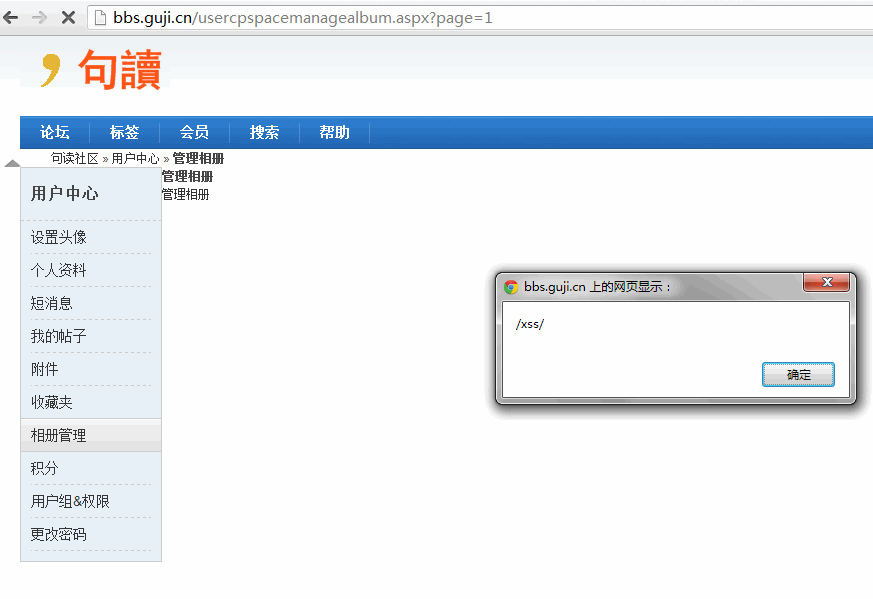 bbs.guji.cn/usercpspacemanagealbum.aspx?page=1
句讀
论坛 标签 会员 搜索 帮助
句读社区 » 用户中心 » 管理相册
管理相册
管理相册
用户中心
设置头像
个人资料
短消息
我的帖子
附件
收藏夹
相册管理
积分
用户组&权限
更改密码
bbs.guji.cn 上的网页显示：
/xss/
确定